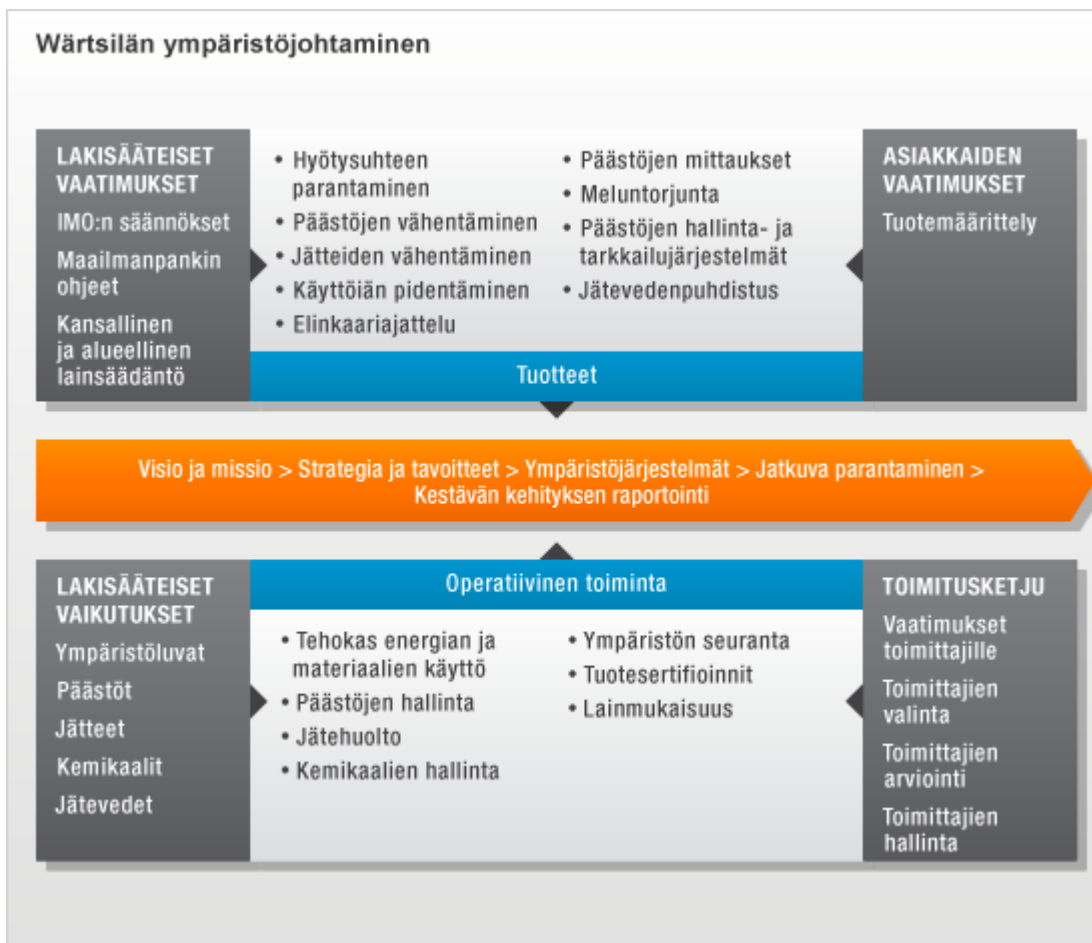 Wärtsilän ympäristöjohtaminen
LAKISÄÄTEISET
VAATIMUKSET
IMO:n säännökset
Maailmanpankin
ohjeet
Kansallinen
ja alueellinen
lainsäädäntö
• Hyötysuhteen
parantaminen
• Päästöjen vähentäminen
• Jätteiden vähentäminen
• Käyttöiän pidentäminen
• Elinkaariajattelu
• Päästöjen mittaukset
• Meluntorjunta
• Päästöjen hallinta- ja
tarkkailujärjestelmät
• Jätevedenpuhdistus
ASIAKKAIDEN
VAATIMUKSET
Tuotemäärittely
Tuotteet
Visio ja missio > Strategia ja tavoitteet > Ympäristöjärjestelmät > Jatkuva parantaminen >
Kestävän kehityksen raportointi
LAKISÄÄTEISET
VAIKUTUKSET
Ympäristöluvat
Päästöt
Jätteet
Kemikaalit
Jätevedet
Operatiivinen toiminta
• Tehokas energian ja
materiaalien käyttö
• Päästöjen hallinta
• Jätehuolto
• Kemikaalien hallinta
• Ympäristön seuranta
• Tuotesertifioinnit
• Lainmukaisuus
TOIMITUSKETJU
Vaatimukset
toimittajille
Toimittajien
valinta
Toimittajien
arviointi
Toimittajien
hallinta